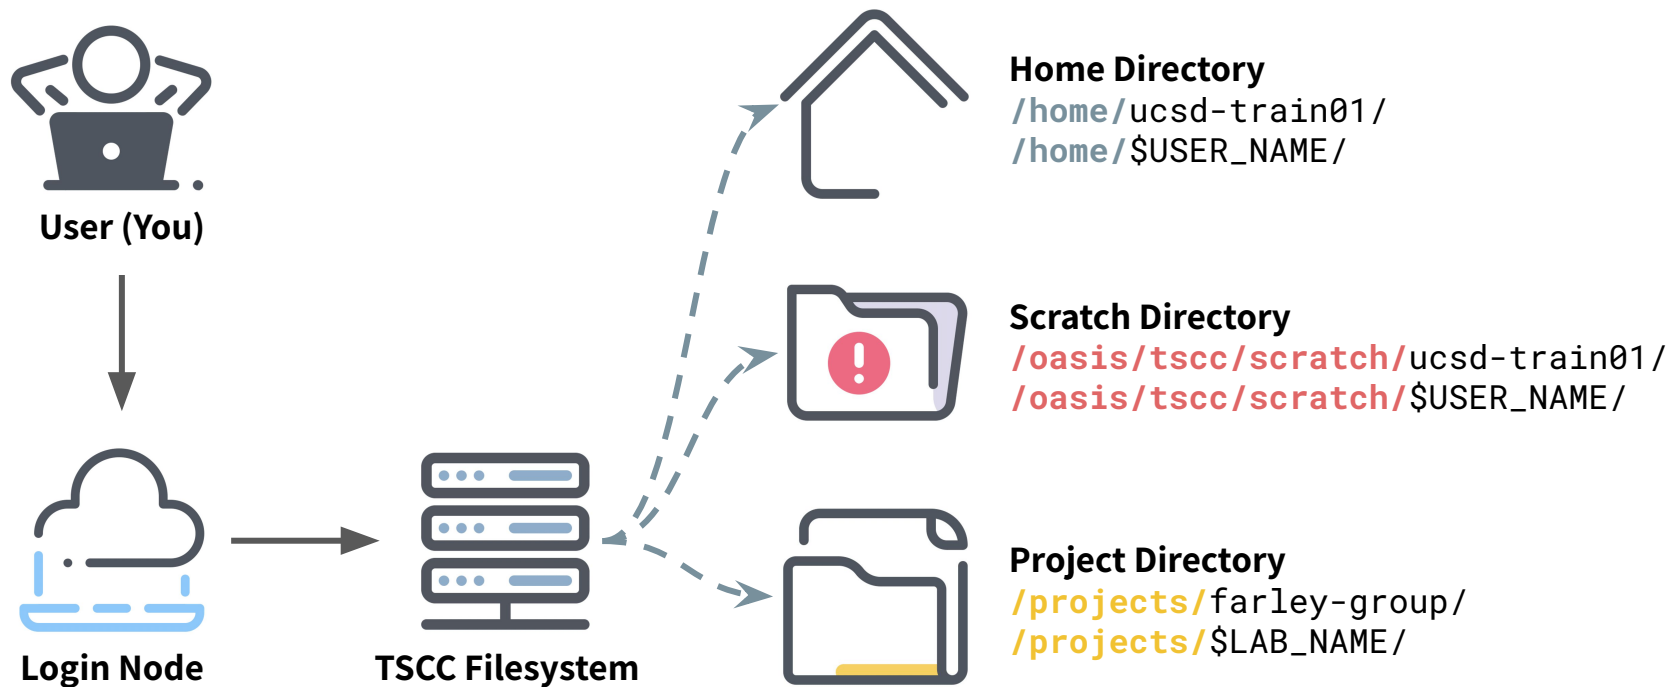 User (You)
Login Node
TSCC Filesystem
Home Directory
/home/ucsd-train01/
/home/$USER_NAME/
Scratch Directory
/oasis/tscc/scratch/ucsd-train01/
/oasis/tscc/scratch/$USER_NAME/
Project Directory
/projects/farley-group/
/projects/$LAB_NAME/